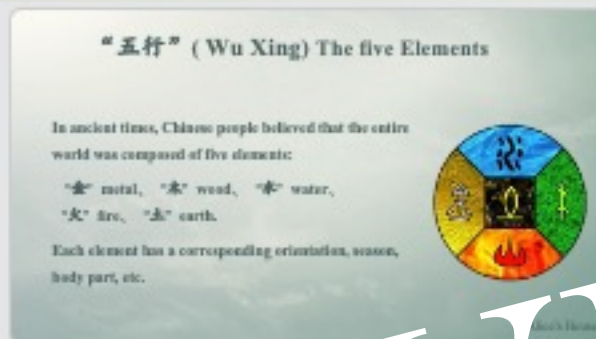 “五行” ( Wu Xing) The five Elements
In ancient times, Chinese people believed that the entire
world was composed of five elements:
“金” metal、 “木” wood、 “水” water、
“火” fire、 “土” earth.
Each element has a corresponding orientation, season,
body part, etc.